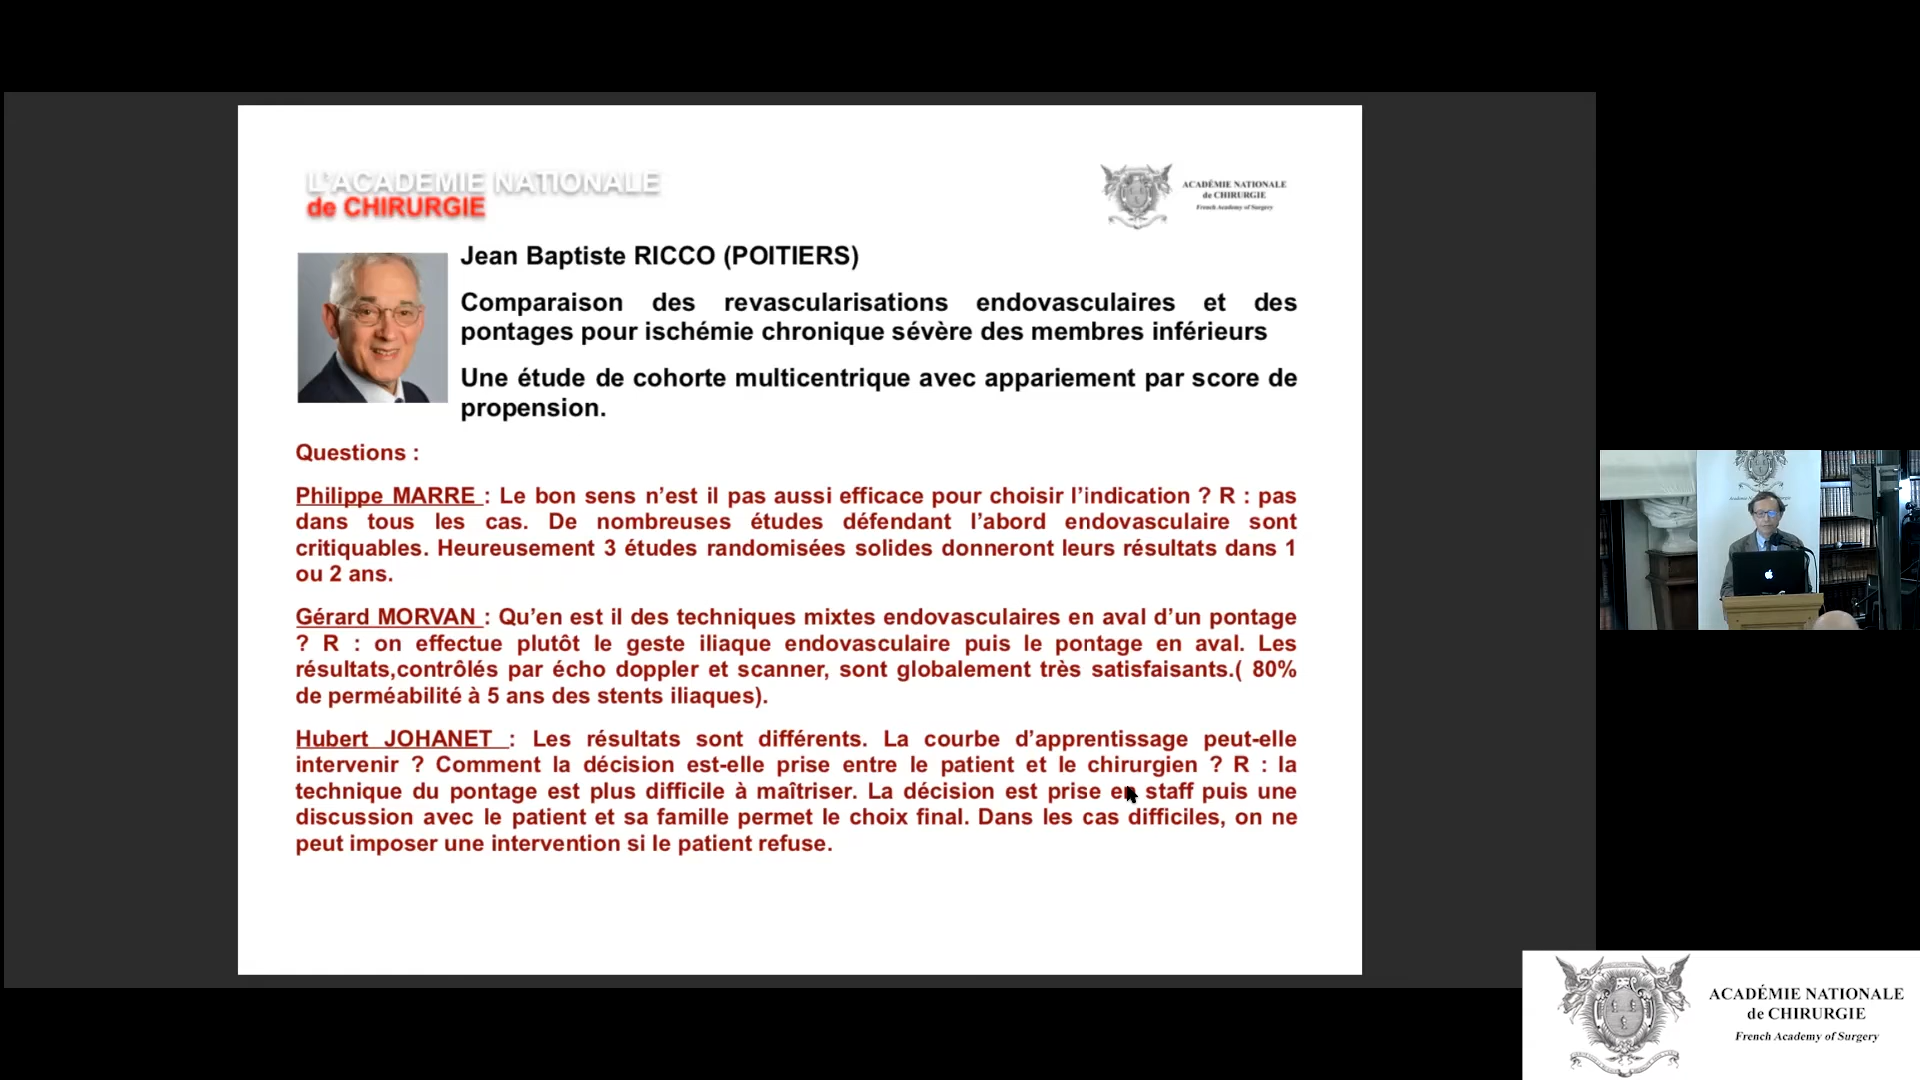 L'ACADEMIE NATIONALE
de CHIRURGIE
ACADÉMIE NATIONALE
de CHIRURGIE
French Academy of Surgery
Jean Baptiste RICCO (POITIERS)
Comparaison des revascularisations endovasculaires et des
pontages pour ischémie chronique sévère des membres inférieurs
Une étude de cohorte multicentrique avec appariement par score de
propension.
Questions :
Philippe MARRE : Le bon sens n’est il pas aussi efficace pour choisir l’indication ? R : pas
dans tous les cas. De nombreuses études défendant l’abord endovasculaire sont
critiquables. Heureusement 3 études randomisées solides donneront leurs résultats dans 1
ou 2 ans.
Gérard MORVAN : Qu’en est il des techniques mixtes endovasculaires en aval d’un pontage
? R : on effectue plutôt le geste iliaque endovasculaire puis le pontage en aval. Les
résultats,contrôlés par écho doppler et scanner, sont globalement très satisfaisants.( 80%
de perméabilité à 5 ans des stents iliaques).
Hubert JOHANET : Les résultats sont différents. La courbe d’apprentissage peut-elle
intervenir ? Comment la décision est-elle prise entre le patient et le chirurgien ? R : la
technique du pontage est plus difficile à maîtriser. La décision est prise en staff puis une
discussion avec le patient et sa famille permet le choix final. Dans les cas difficiles, on ne
peut imposer une intervention si le patient refuse.
ACADÉMIE NATIONALE
de CHIRURGIE
French Academy of Surgery